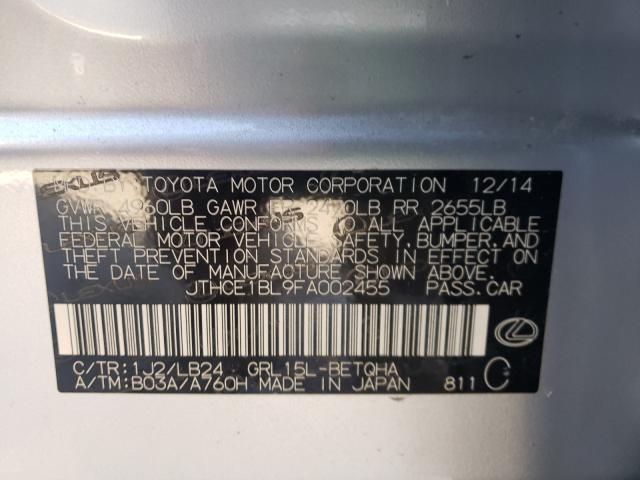 BY TOYOTA MOTOR CORPORATION 12/14
GVWR 4960LB GAWR RR 2655LB
THIS VEHICLE CONFORMS TO ALL APPLICABLE
FEDERAL MOTOR VEHICLE SAFETY,BUMPER,AND
THEFT PREVENTION STANDARDS IN EFFECT ON
THE DATE OF MANUFACTURE SHOWN ABOVE.
JTHCE1BL9FA002455 PASS.CAR
C/TR:1J2/LB24 GRL15L-BETQHA
A/TM:B03A/A760H MADE IN JAPAN 811 C